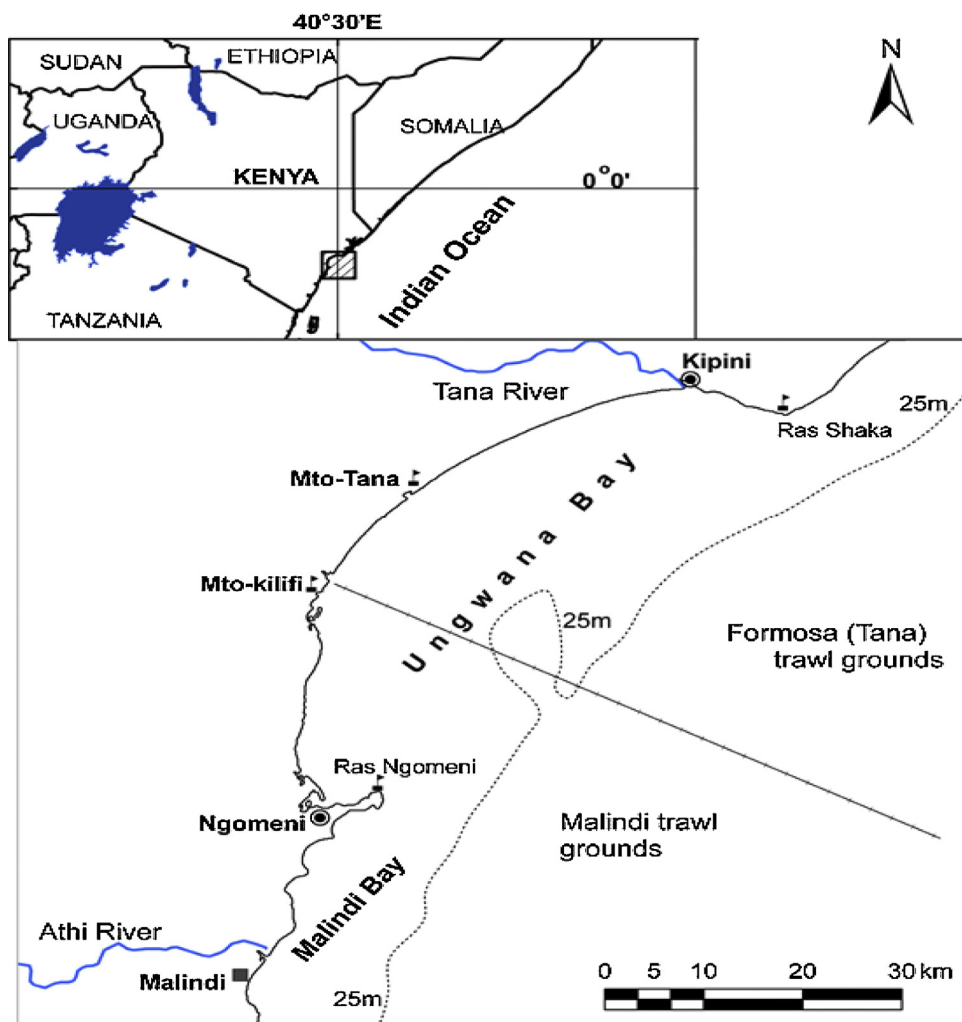 40°30'E
N
SUDAN
ETHIOPIA
UGANDA
SOMALIA
KENYA
0°0'
Indian Ocean
TANZANIA
Kipini
Tana River
25m
Ras Shaka
Mto-Tana
Ungwana Bay
Mto-kilifi
25m
Formosa (Tana)
trawl grounds
Ras Ngomeni
Ngomeni
Malindi trawl
grounds
Malindi Bay
Athi River
Malindi
25m
0 5 10 20 30 km